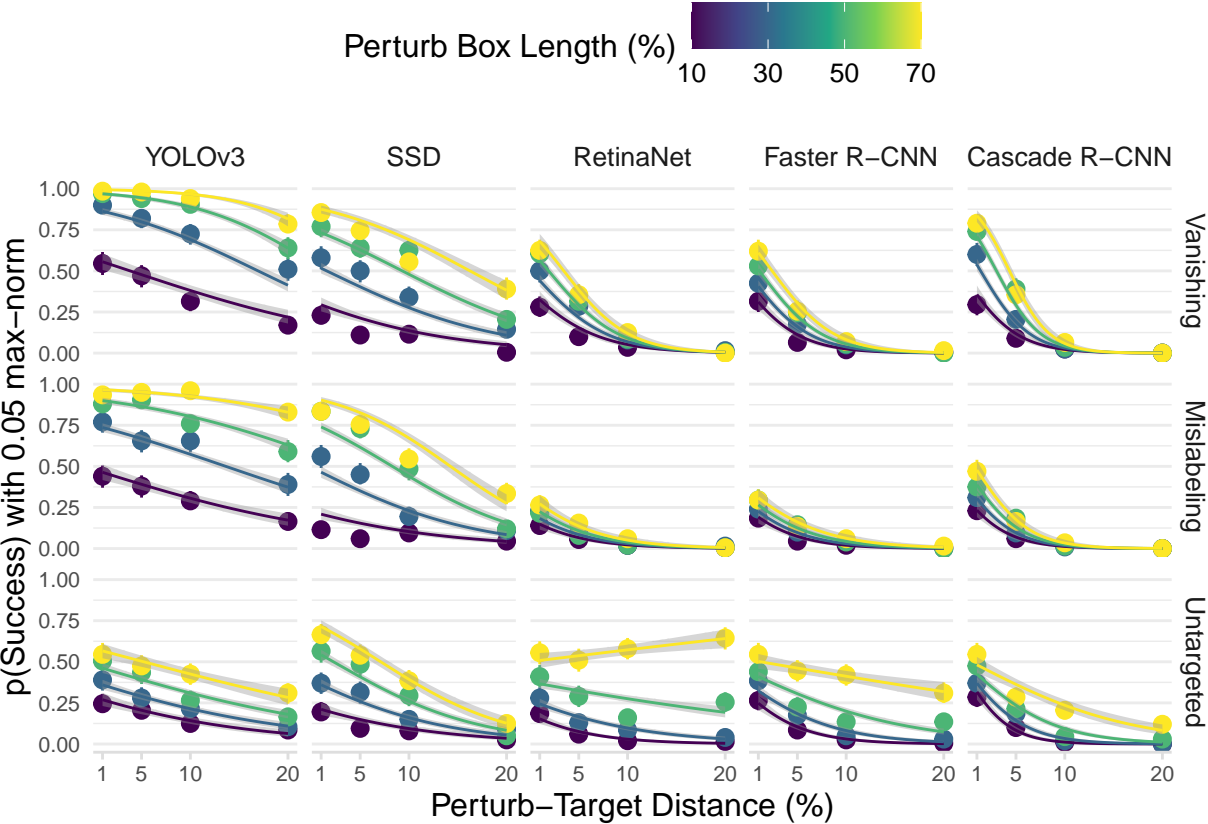 Perturb Box Length (%)
10 30 50 70
YOLOv3 SSD RetinaNet Faster R−CNN Cascade R−CNN
p(Success) with 0.05 max−norm
1.00
0.75
0.50
0.25
0.00
Vanishing
1.00
0.75
0.50
0.25
0.00
Mislabeling
1.00
0.75
0.50
0.25
0.00
Untargeted
1 5 10 20 1 5 10 20 1 5 10 20 1 5 10 20 1 5 10 20
Perturb−Target Distance (%)